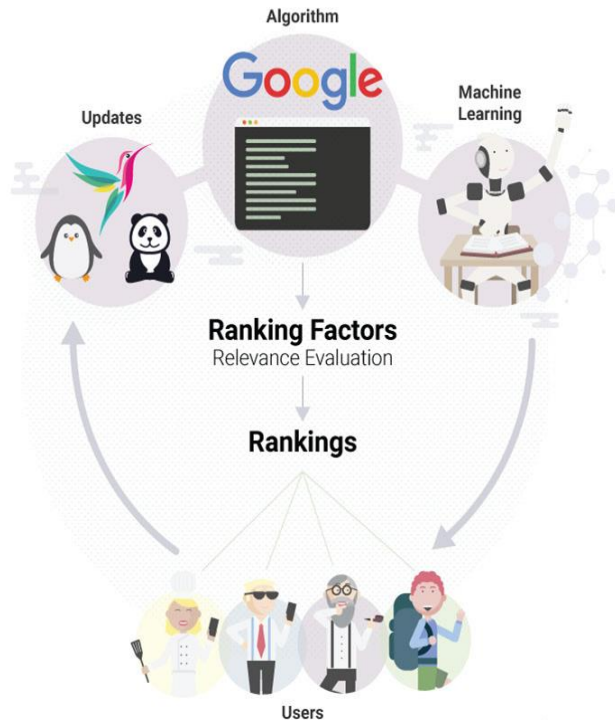 Algorithm
Google
Updates
Machine
Learning
Ranking Factors
Relevance Evaluation
Rankings
Users